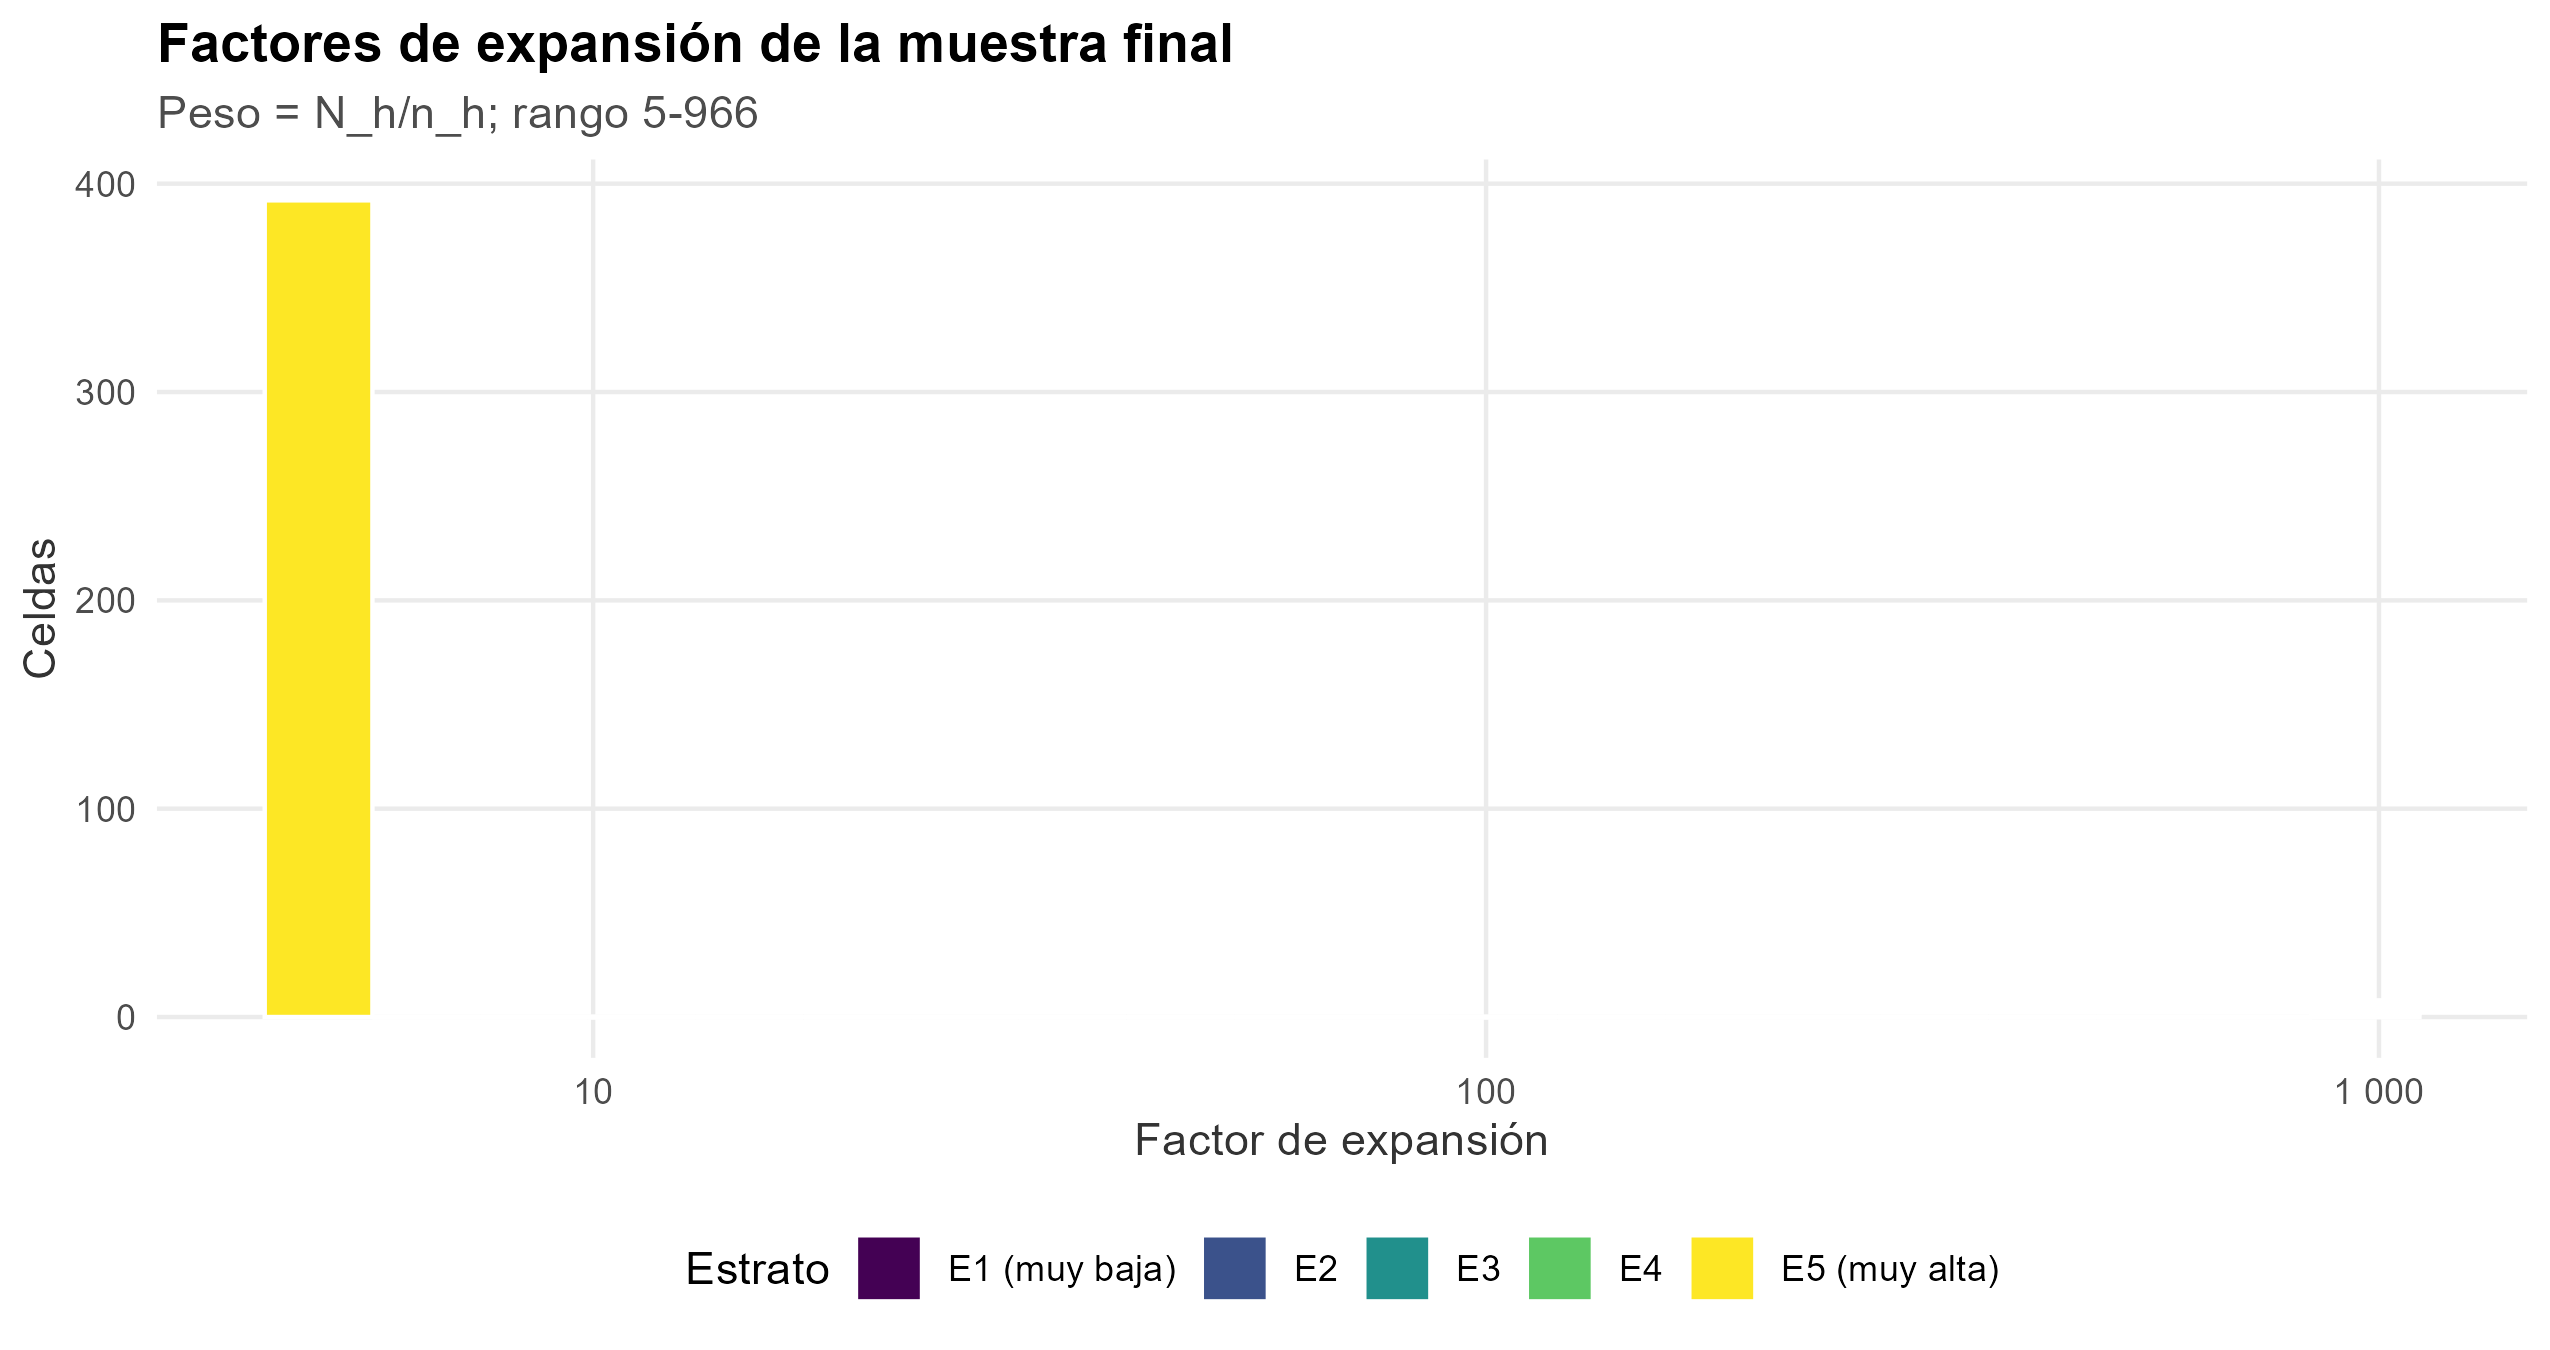 Factores de expansión de la muestra final
Peso = N_h/n_h; rango 5-966
400
300
200
100
0
Celdas
10 100 1 000
Factor de expansión
Estrato E1 (muy baja) E2 E3 E4 E5 (muy alta)